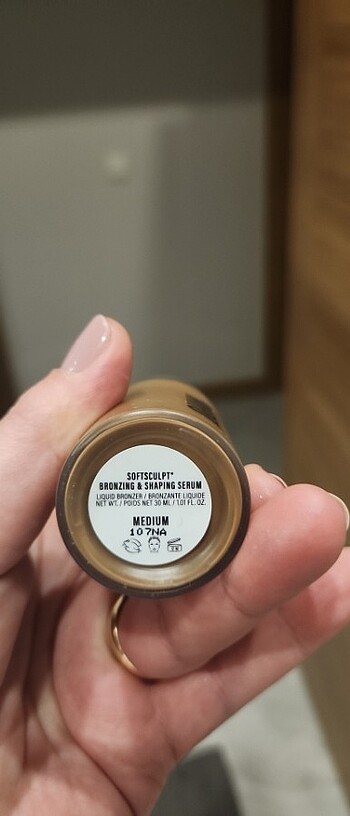 SOFTSCULPT®
BRONZING & SHAPING SERUM
LIQUID BRONZER / BRONZANTE LIQUIDE
NET WT. / POIDS NET 30 ML / 1.01 FL. OZ.
MEDIUM
107NA